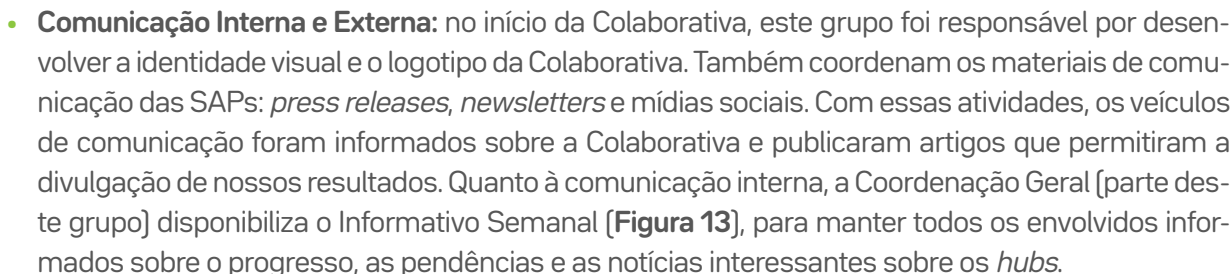 • Comunicação Interna e Externa: no início da Colaborativa, este grupo foi responsável por desen-
volver a identidade visual e o logotipo da Colaborativa. Também coordenam os materiais de comu-
nicação das SAPs: press releases, newsletters e mídias sociais. Com essas atividades, os veículos
de comunicação foram informados sobre a Colaborativa e publicaram artigos que permitiram a
divulgação de nossos resultados. Quanto à comunicação interna, a Coordenação Geral (parte des-
te grupo) disponibiliza o Informativo Semanal (Figura 13), para manter todos os envolvidos infor-
mados sobre o progresso, as pendências e as notícias interessantes sobre os hubs.